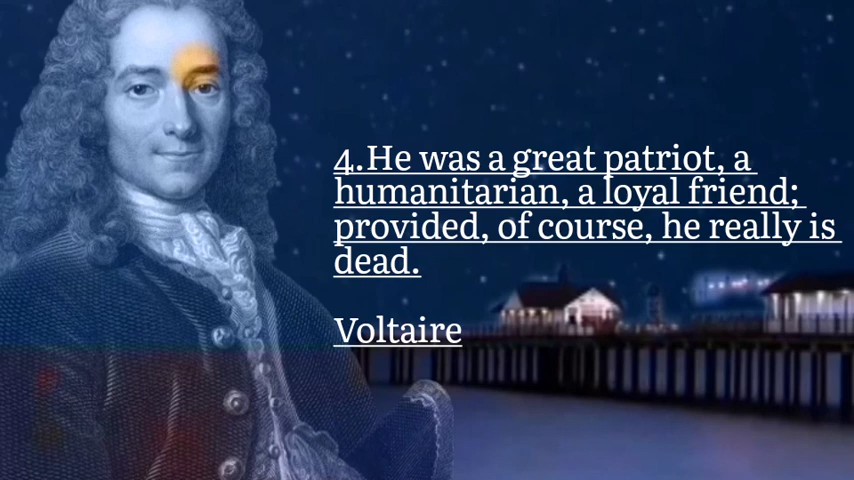 4.He was a great patriot, a
humanitarian, a loyal friend;
provided, of course, he really is
dead.
Voltaire